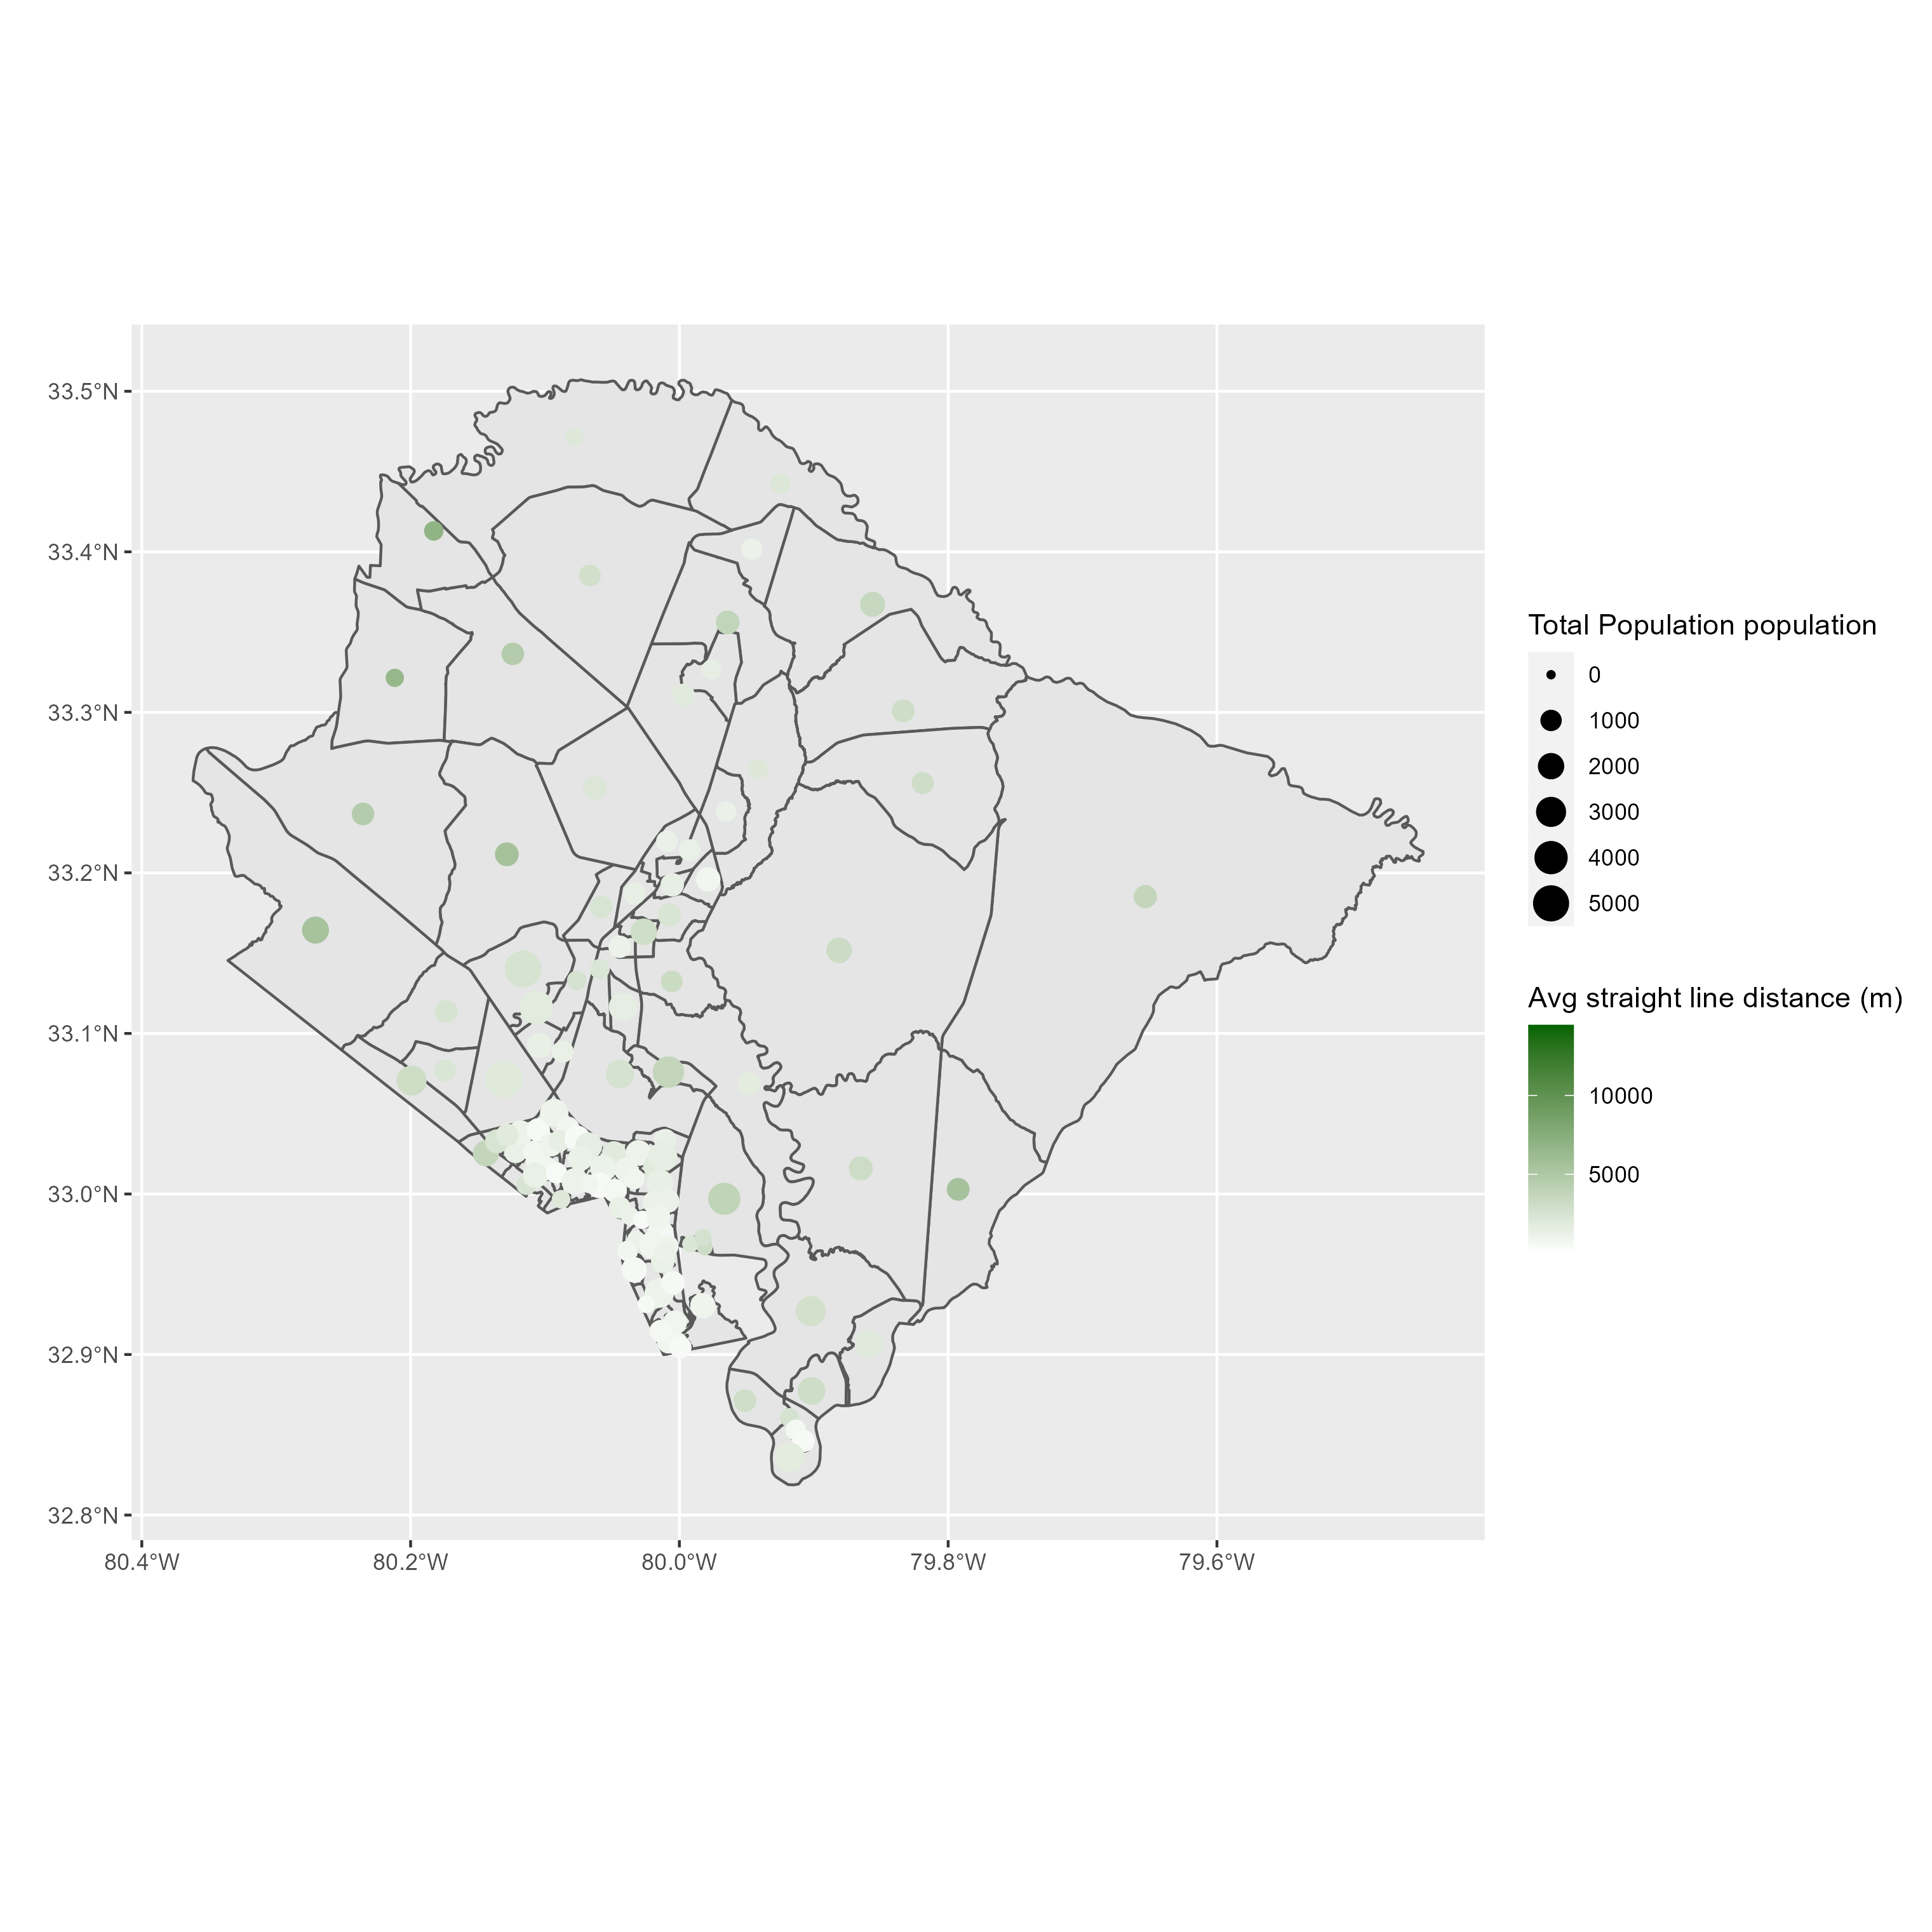 33.5°N
33.4°N
33.3°N
33.2°N
33.1°N
33.0°N
32.9°N
32.8°N
80.4°W 80.2°W 80.0°W 79.8°W 79.6°W
Total Population population
0
1000
2000
3000
4000
5000
Avg straight line distance (m)
10000
5000